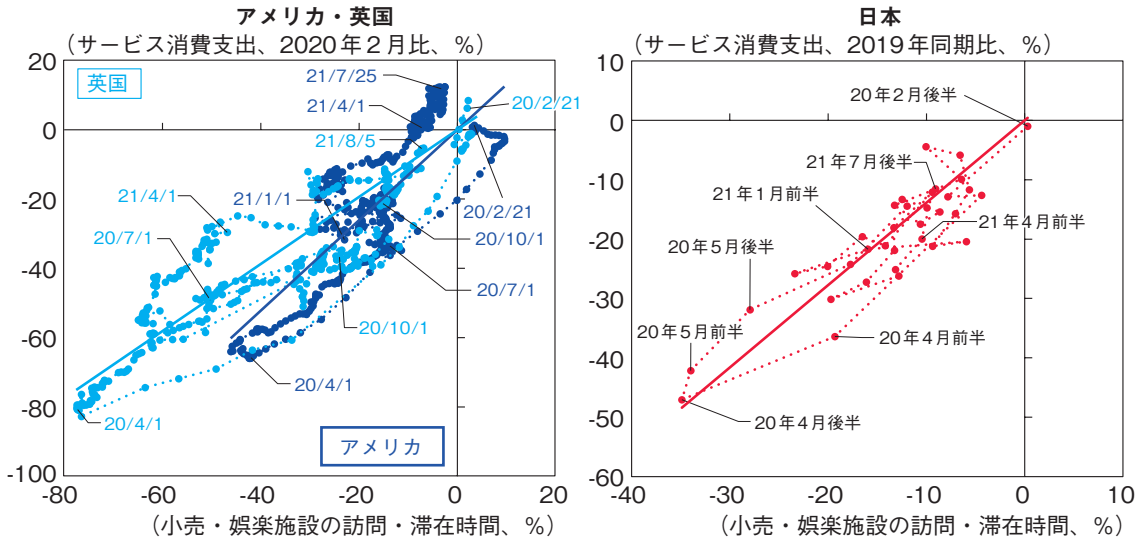 アメリカ・英国
（サービス消費支出、2020年2月比、%）
20
0
-20
-40
-60
-80
-100
-80
-60
-40
-20
0
20
（小売・娯楽施設の訪問・滞在時間、%）
英国
21/7/25
21/4/1
20/2/21
21/8/5
21/4/1
21/1/1
20/2/21
20/7/1
20/10/1
20/7/1
20/10/1
20/4/1
20/4/1
アメリカ
日本
（サービス消費支出、2019年同期比、%）
10
0
-10
-20
-30
-40
-50
-60
-40
-30
-20
-10
0
10
（小売・娯楽施設の訪問・滞在時間、%）
20年2月後半
21年7月後半
21年1月前半
21年4月前半
20年5月後半
20年5月前半
20年4月前半
20年4月後半